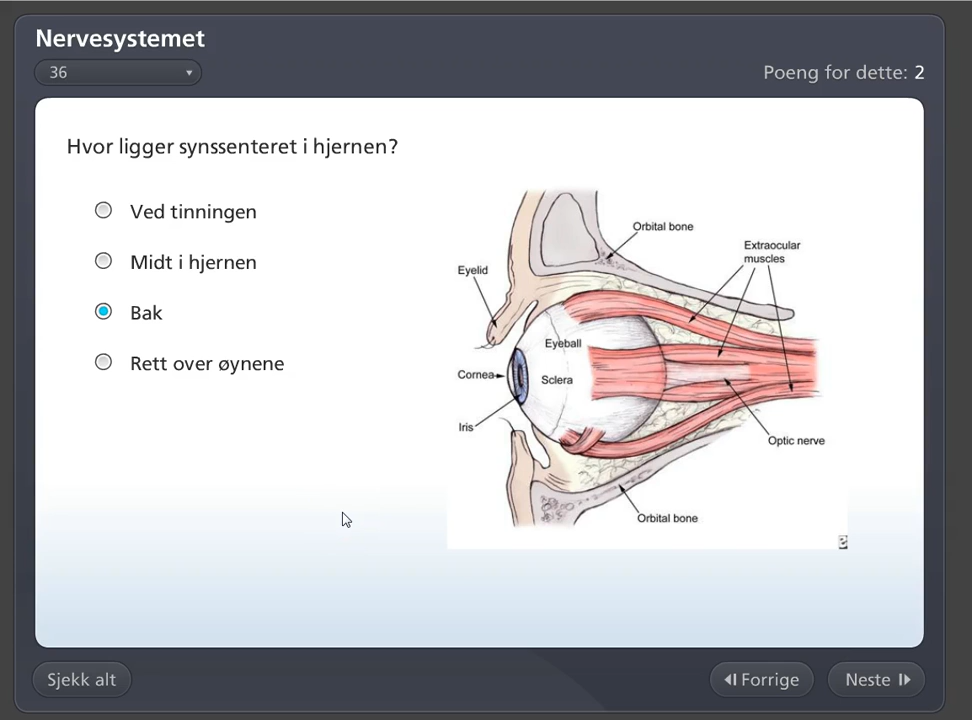 Nervesystemet
36
Poeng for dette: 2
Hvor ligger synssenteret i hjernen?
Ved tinningen
Midt i hjernen
Bak
Rett over øynene
Orbital bone
Extraocular
muscles
Eyelid
Eyeball
Cornea
Sclera
Iris
Optic nerve
Orbital bone
Sjekk alt
Forrige
Neste